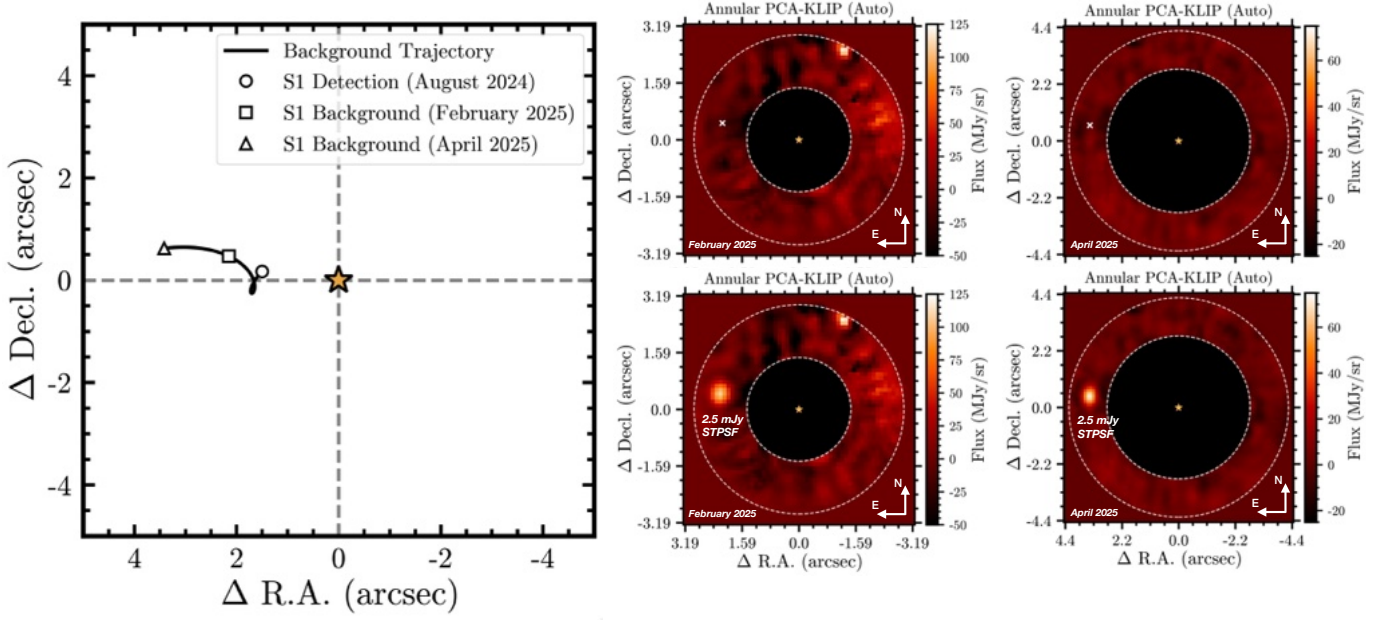 Background Trajectory
S1 Detection (August 2024)
S1 Background (February 2025)
S1 Background (April 2025)
Δ Decl. (arcsec)
4
2
0
-2
-4
4 2 0 -2 -4
Δ R.A. (arcsec)
Annular PCA-KLIP (Auto)
Δ Decl. (arcsec)
3.19
1.59
0.0
-1.59
-3.19
N
E
February 2025
125
100
75
50
25
0
-25
-50
Flux (MJy/sr)
Annular PCA-KLIP (Auto)
Δ Decl. (arcsec)
4.4
2.2
0.0
-2.2
-4.4
N
E
April 2025
60
40
20
0
-20
Flux (MJy/sr)
Annular PCA-KLIP (Auto)
Δ Decl. (arcsec)
3.19
1.59
0.0
-1.59
-3.19
2.5 mJy
STPSF
N
E
February 2025
3.19 1.59 0.0 -1.59 -3.19
Δ R.A. (arcsec)
125
100
75
50
25
0
-25
-50
Flux (MJy/sr)
Annular PCA-KLIP (Auto)
Δ Decl. (arcsec)
4.4
2.2
0.0
-2.2
-4.4
2.5 mJy
STPSF
N
E
April 2025
4.4 2.2 0.0 -2.2 -4.4
Δ R.A. (arcsec)
60
40
20
0
-20
Flux (MJy/sr)